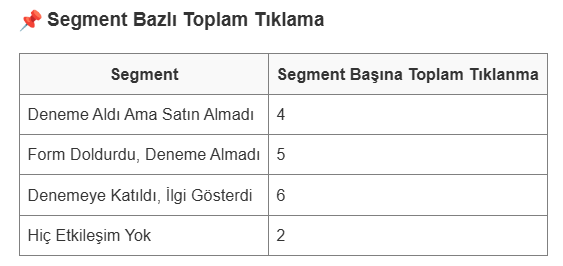 📌 Segment Bazlı Toplam Tıklama
Segment Segment Başına Toplam Tıklanma
Deneme Aldı Ama Satın Almadı 4
Form Doldurdu, Deneme Almadı 5
Denemeye Katıldı, İlgi Gösterdi 6
Hiç Etkileşim Yok 2